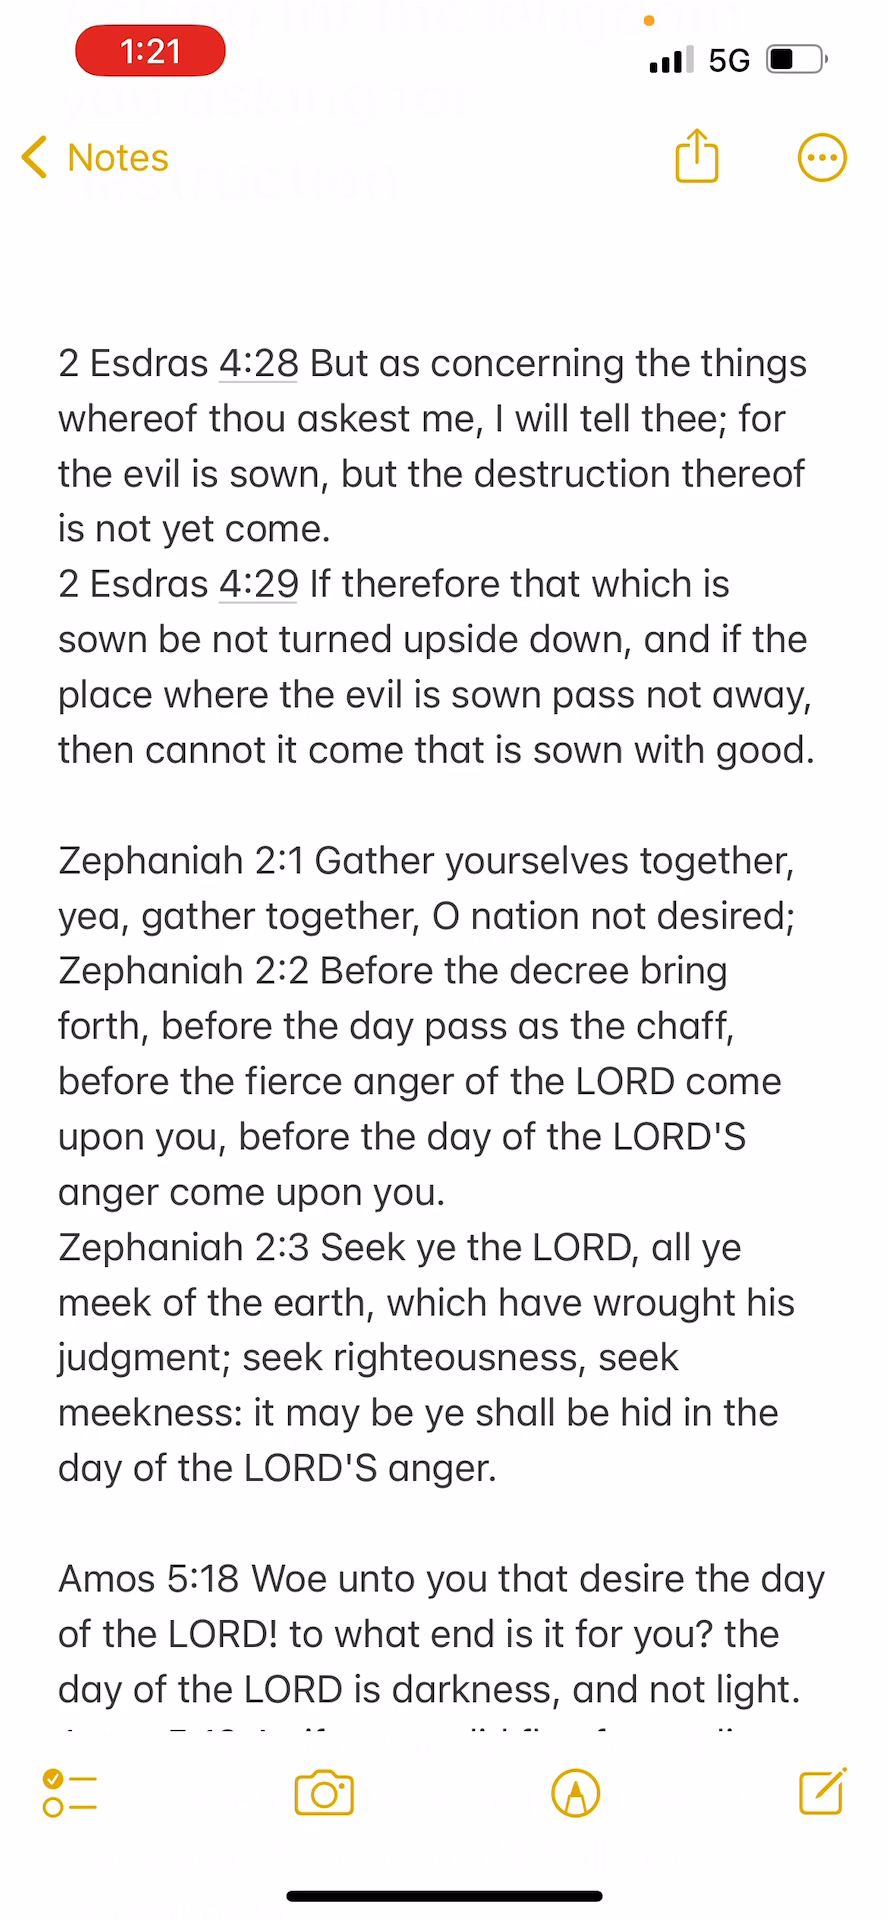 1:21
5G
Notes
2 Esdras 4:28 But as concerning the things
whereof thou askest me, I will tell thee; for
the evil is sown, but the destruction thereof
is not yet come.
2 Esdras 4:29 If therefore that which is
sown be not turned upside down, and if the
place where the evil is sown pass not away,
then cannot it come that is sown with good.
Zephaniah 2:1 Gather yourselves together,
yea, gather together, O nation not desired;
Zephaniah 2:2 Before the decree bring
forth, before the day pass as the chaff,
before the fierce anger of the LORD come
upon you, before the day of the LORD'S
anger come upon you.
Zephaniah 2:3 Seek ye the LORD, all ye
meek of the earth, which have wrought his
judgment; seek righteousness, seek
meekness: it may be ye shall be hid in the
day of the LORD'S anger.
Amos 5:18 Woe unto you that desire the day
of the LORD! to what end is it for you? the
day of the LORD is darkness, and not light.